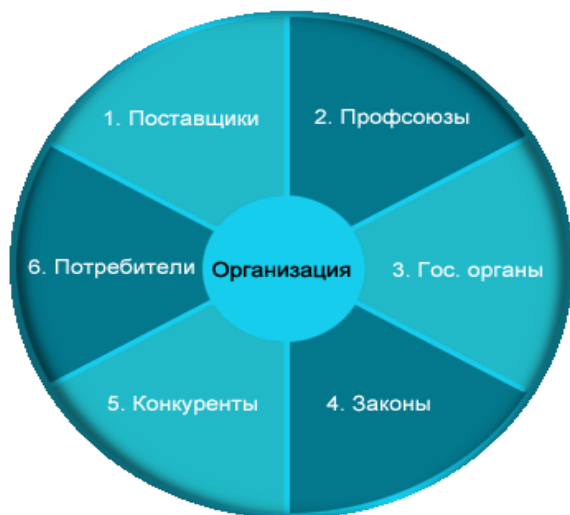 1. Поставщики
2. Профсоюзы
6. Потребители
Организация
3. Гос. органы
5. Конкуренты
4. Законы